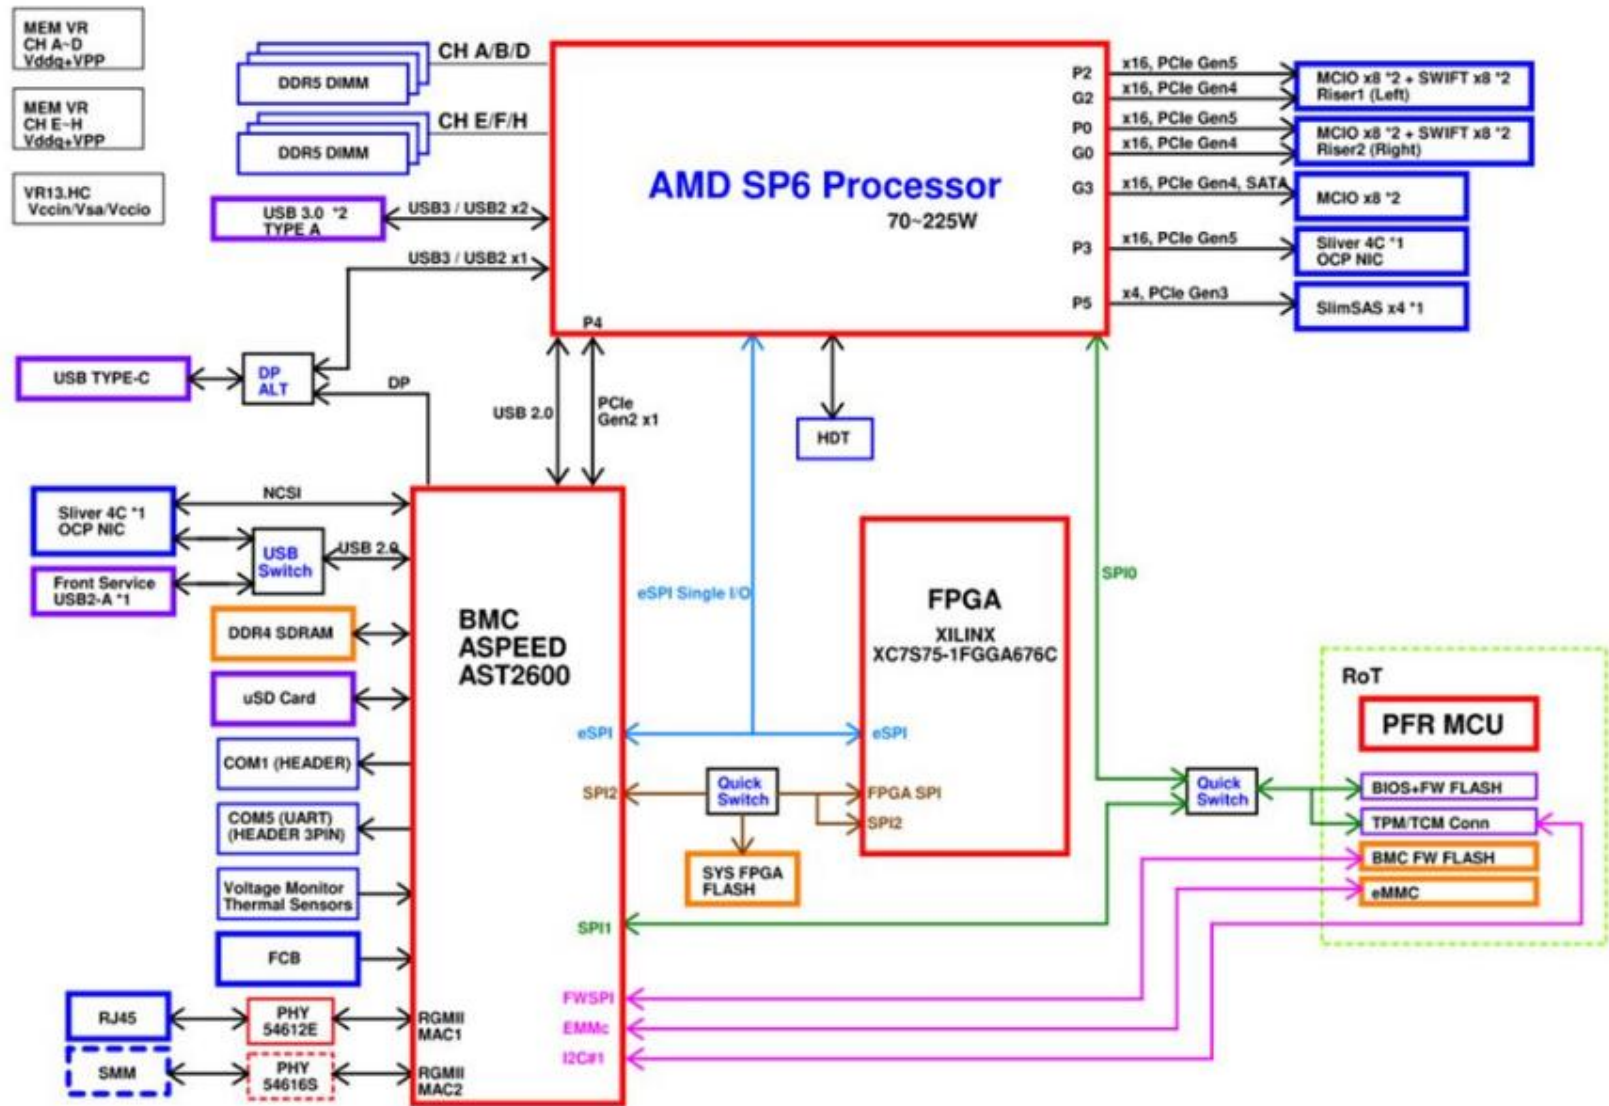 MEM VR
CH A~D
Vddq+VPP
MEM VR
CH E~H
Vddq+VPP
VR13.HC
Vccin/Vsa/Vccio
CH A/B/D
DDR5 DIMM
CH E/F/H
DDR5 DIMM
USB 3.0 *2
TYPE A
USB3 / USB2 x2
USB3 / USB2 x1
AMD SP6 Processor
70~225W
P2
G2
P0
G0
G3
P3
P5
P4
x16, PCIe Gen5
x16, PCIe Gen4
x16, PCIe Gen5
x16, PCIe Gen4
x16, PCIe Gen4, SATA
x16, PCIe Gen5
x4, PCIe Gen3
MCIO x8 *2 + SWIFT x8 *2
Riser1 (Left)
MCIO x8 *2 + SWIFT x8 *2
Riser2 (Right)
MCIO x8 *2
Sliver 4C *1
OCP NIC
SlimSAS x4 *1
USB TYPE-C
DP
ALT
DP
USB 2.0
PCIe
Gen2 x1
HDT
Sliver 4C *1
OCP NIC
NCSI
USB
Switch
USB 2.0
Front Service
USB2-A *1
DDR4 SDRAM
uSD Card
COM1 (HEADER)
COM5 (UART)
(HEADER 3PIN)
Voltage Monitor
Thermal Sensors
FCB
RJ45
PHY
54612E
RGMII
MAC1
SMM
PHY
54616S
RGMII
MAC2
BMC
ASPEED
AST2600
eSPI
SPI2
SPI1
FWSPI
EMMc
I2C#1
eSPI Single I/O
Quick
Switch
SYS FPGA
FLASH
FPGA
XILINX
XC7S75-1FGGA676C
eSPI
FPGA SPI
SPI2
SPI0
Quick
Switch
RoT
PFR MCU
BIOS+FW FLASH
TPM/TCM Conn
BMC FW FLASH
eMMC